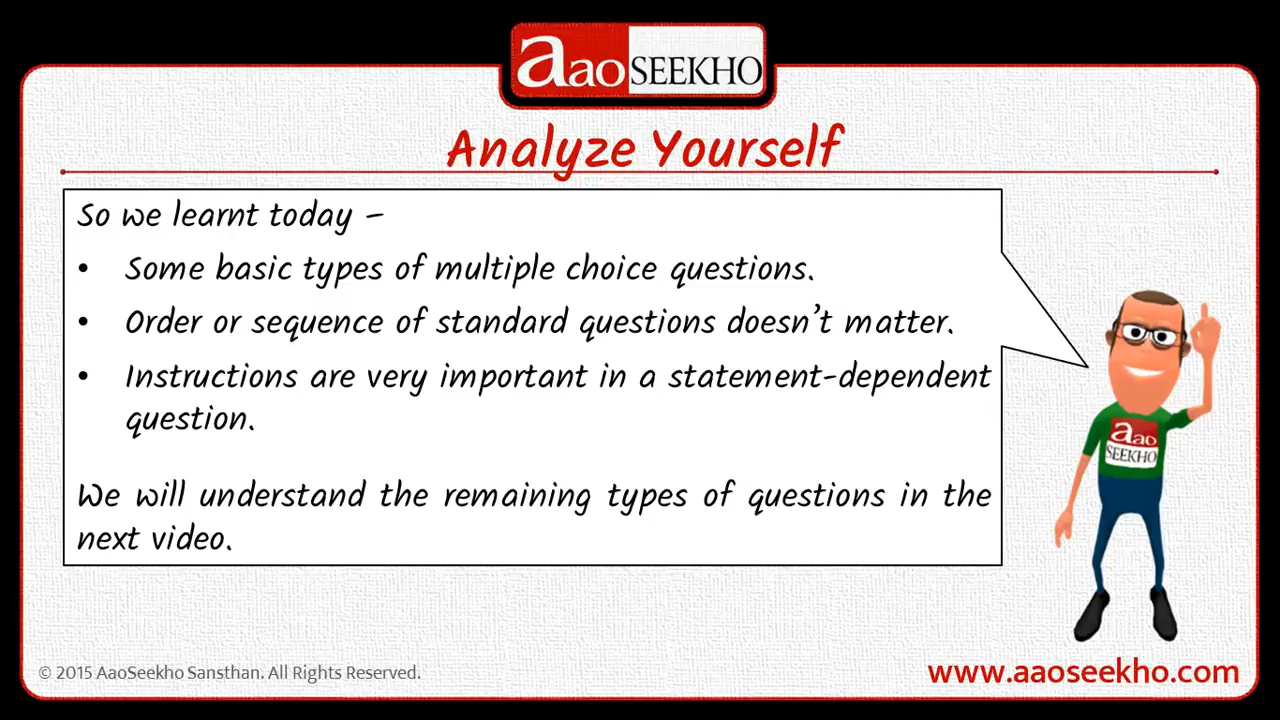 aao SEEKHO
Analyze Yourself
So we learnt today –
• Some basic types of multiple choice questions.
• Order or sequence of standard questions doesn’t matter.
• Instructions are very important in a statement-dependent
question.
We will understand the remaining types of questions in the
next video.
aao
SEEKHO
© 2015 AaoSeekho Sansthan. All Rights Reserved.
www.aaoseekho.com